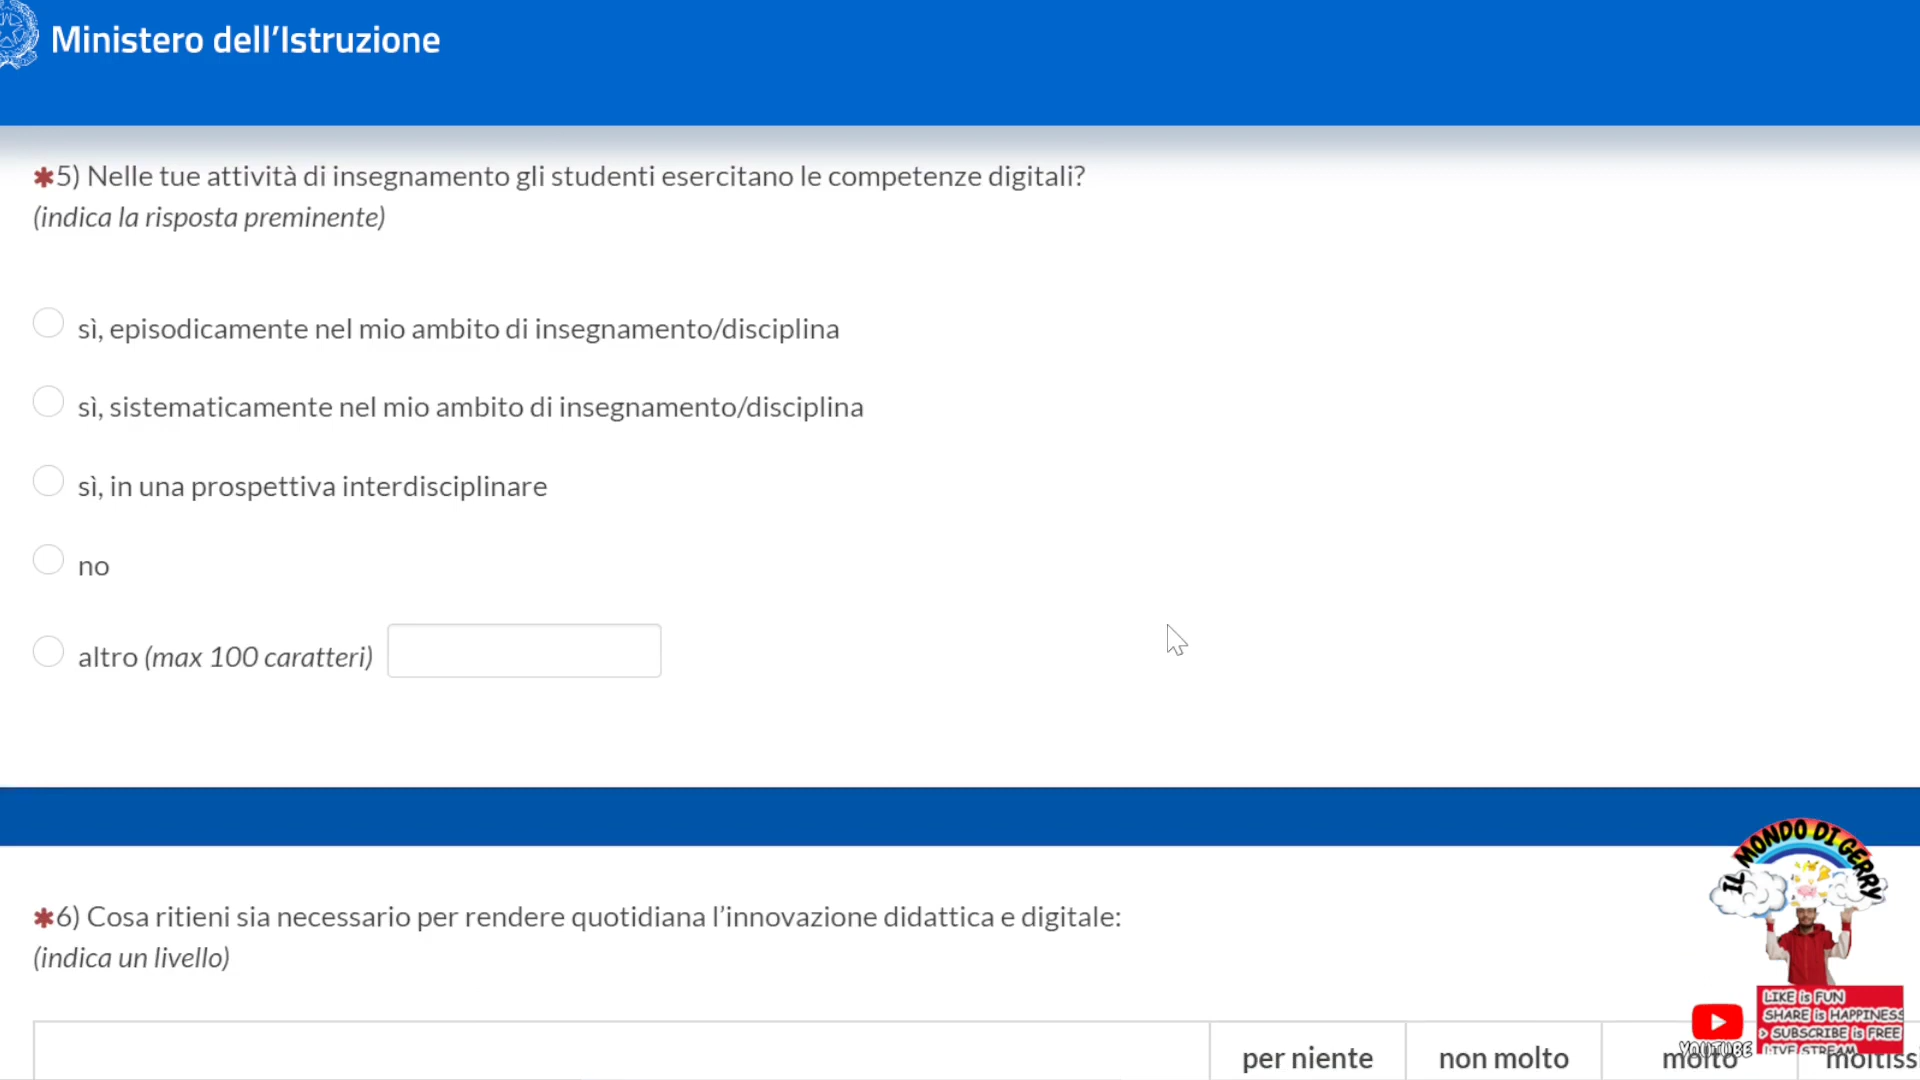 Ministero dell’Istruzione
✱5) Nelle tue attività di insegnamento gli studenti esercitano le competenze digitali?
(indica la risposta preminente)
sì, episodicamente nel mio ambito di insegnamento/disciplina
sì, sistematicamente nel mio ambito di insegnamento/disciplina
sì, in una prospettiva interdisciplinare
no
altro (max 100 caratteri)
IL MONDO DI GERRY
✱6) Cosa ritieni sia necessario per rendere quotidiana l’innovazione didattica e digitale:
(indica un livello)
LIKE is FUN
SHARE is HAPPINESS
> SUBSCRIBE is FREE
YOUTUBE
LIVE STREAM
per niente
non molto
molto
moltiss